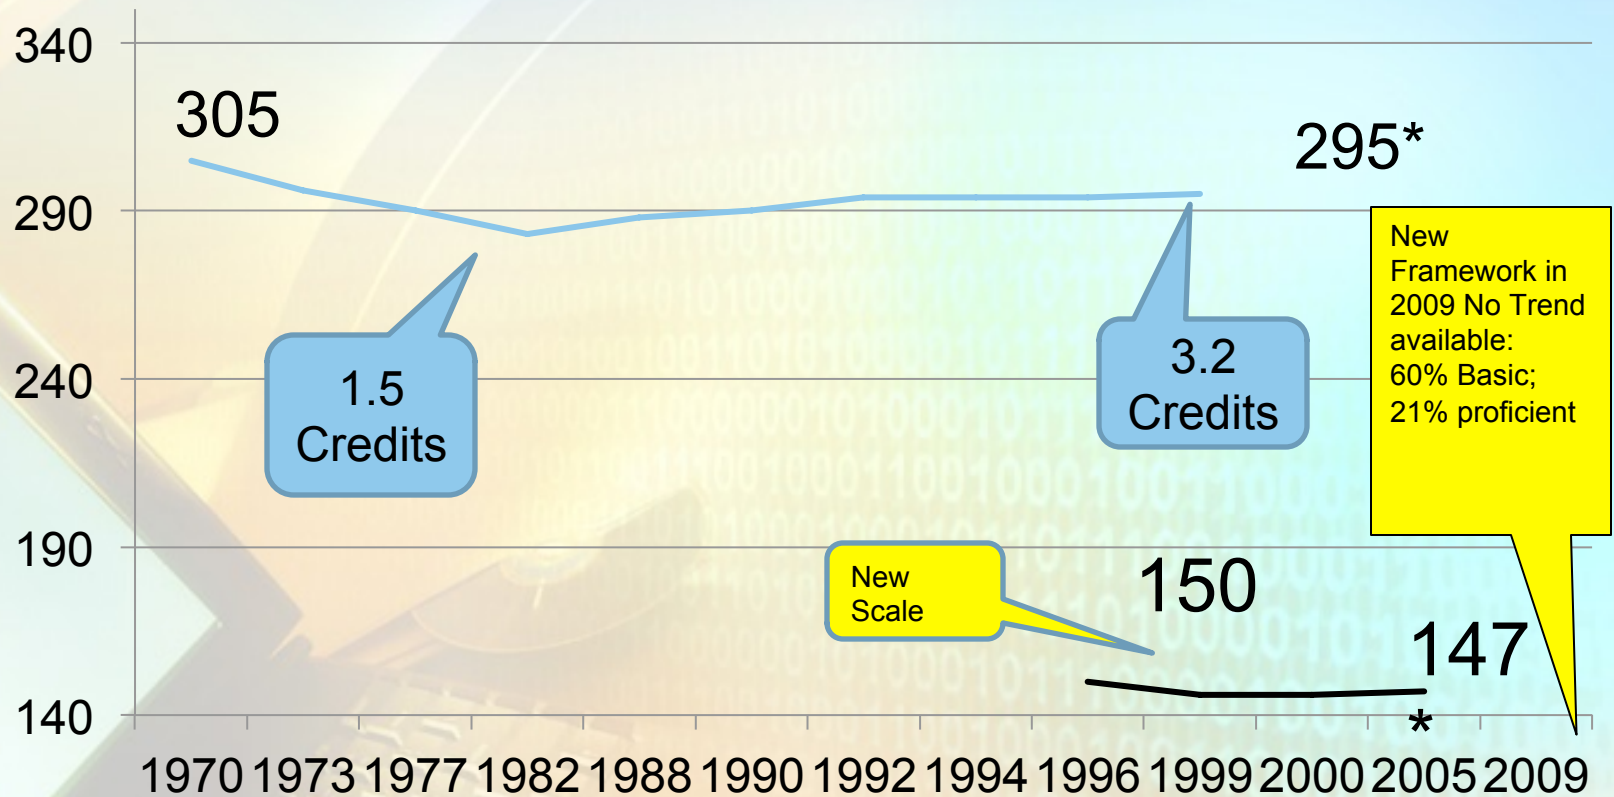 340
305
295*
290
New
Framework in
2009 No Trend
available:
60% Basic;
21% proficient
3.2
Credits
240
1.5
Credits
190
New
Scale
150
147
*
140
1970 1973 1977 1982 1988 1990 1992 1994 1996 1999 2000 2005 2009